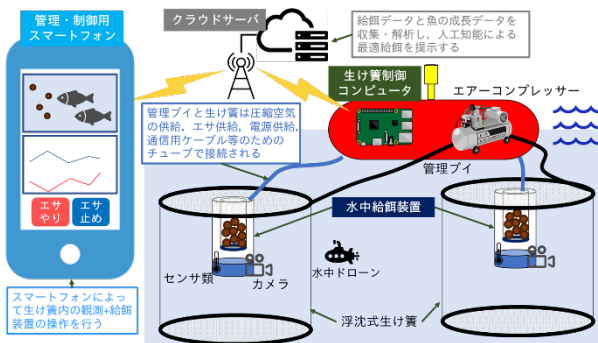 管理・制御用
スマートフォン
クラウドサーバ
給餌データと魚の成長データを
収集・解析し，人工知能による
最適給餌を提示する
生け簀制御
コンピュータ
エアーコンプレッサー
管理ブイと生け簀は圧縮空気
の供給，エサ供給，電源供給，
通信用ケーブル等のための
チューブで接続される
管理ブイ
エサ
やり
エサ
止め
水中給餌装置
センサ類
カメラ
水中ドローン
浮沈式生け簀
スマートフォンによっ
て生け簀内の観測+給餌
装置の操作を行う